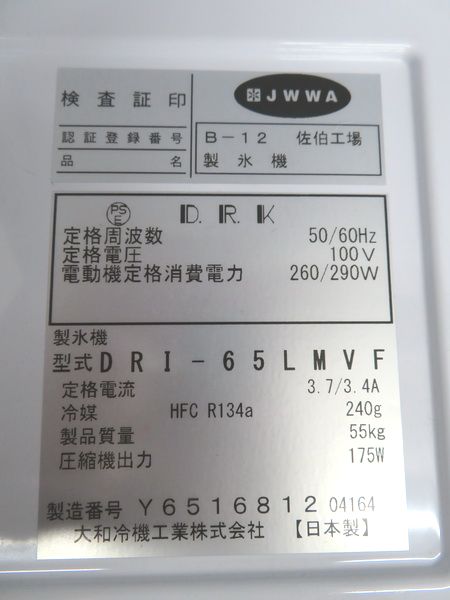 検査証印
JWWA
認証登録番号 B-12 佐伯工場
品名 製氷機
PS
E
D.R.K
定格周波数 50/60Hz
定格電圧 100V
電動機定格消費電力 260/290W
製氷機
型式 DRI-65LMVF
定格電流 3.7/3.4A
冷媒 HFC R134a 240g
製品質量 55kg
圧縮機出力 175W
製造番号 Y6516812 04164
大和冷機工業株式会社 【日本製】